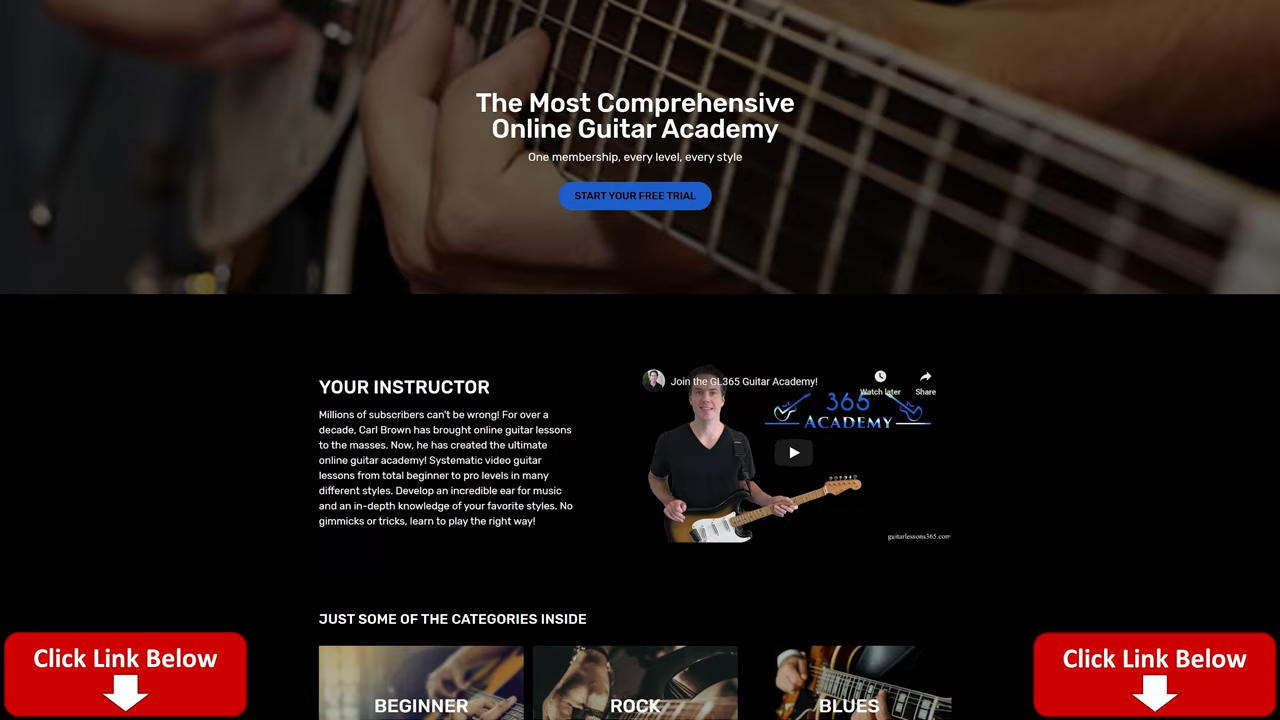 The Most Comprehensive
Online Guitar Academy
One membership, every level, every style
START YOUR FREE TRIAL
YOUR INSTRUCTOR
Millions of subscribers can't be wrong! For over a
decade, Carl Brown has brought online guitar lessons
to the masses. Now, he has created the ultimate
online guitar academy! Systematic video guitar
lessons from total beginner to pro levels in many
different styles. Develop an incredible ear for music
and an in-depth knowledge of your favorite styles. No
gimmicks or tricks, learn to play the right way!
Join the GL365 Guitar Academy!
Watch later
Share
365
ACADEMY
guitarlessons365.com
JUST SOME OF THE CATEGORIES INSIDE
BEGINNER
ROCK
BLUES
Click Link Below
Click Link Below